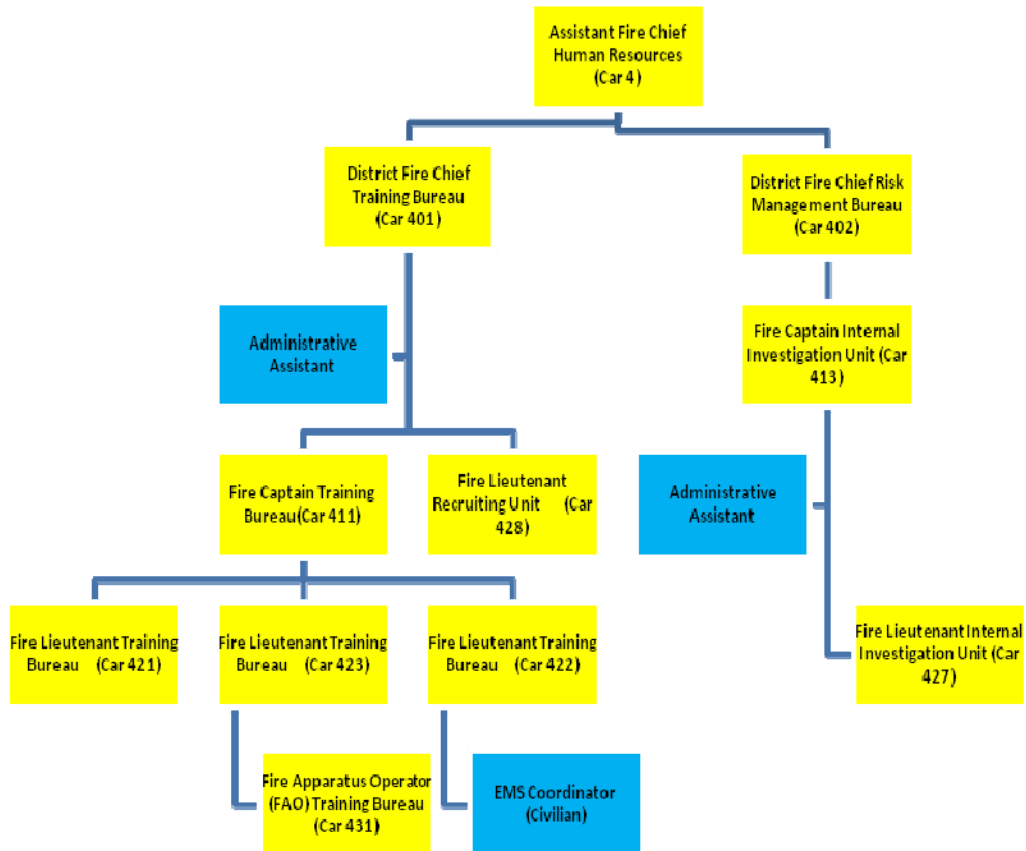 Assistant Fire Chief
Human Resources
(Car 4)
District Fire Chief
Training Bureau
(Car 401)
District Fire Chief Risk
Management Bureau
(Car 402)
Administrative
Assistant
Fire Captain Internal
Investigation Unit (Car
413)
Fire Captain Training
Bureau(Car 411)
Fire Lieutenant
Recruiting Unit (Car
428)
Administrative
Assistant
Fire Lieutenant Training
Bureau (Car 421)
Fire Lieutenant Training
Bureau (Car 423)
Fire Lieutenant Training
Bureau (Car 422)
Fire Lieutenant Internal
Investigation Unit (Car
427)
Fire Apparatus Operator
(FAO) Training Bureau
(Car 431)
EMS Coordinator
(Civilian)